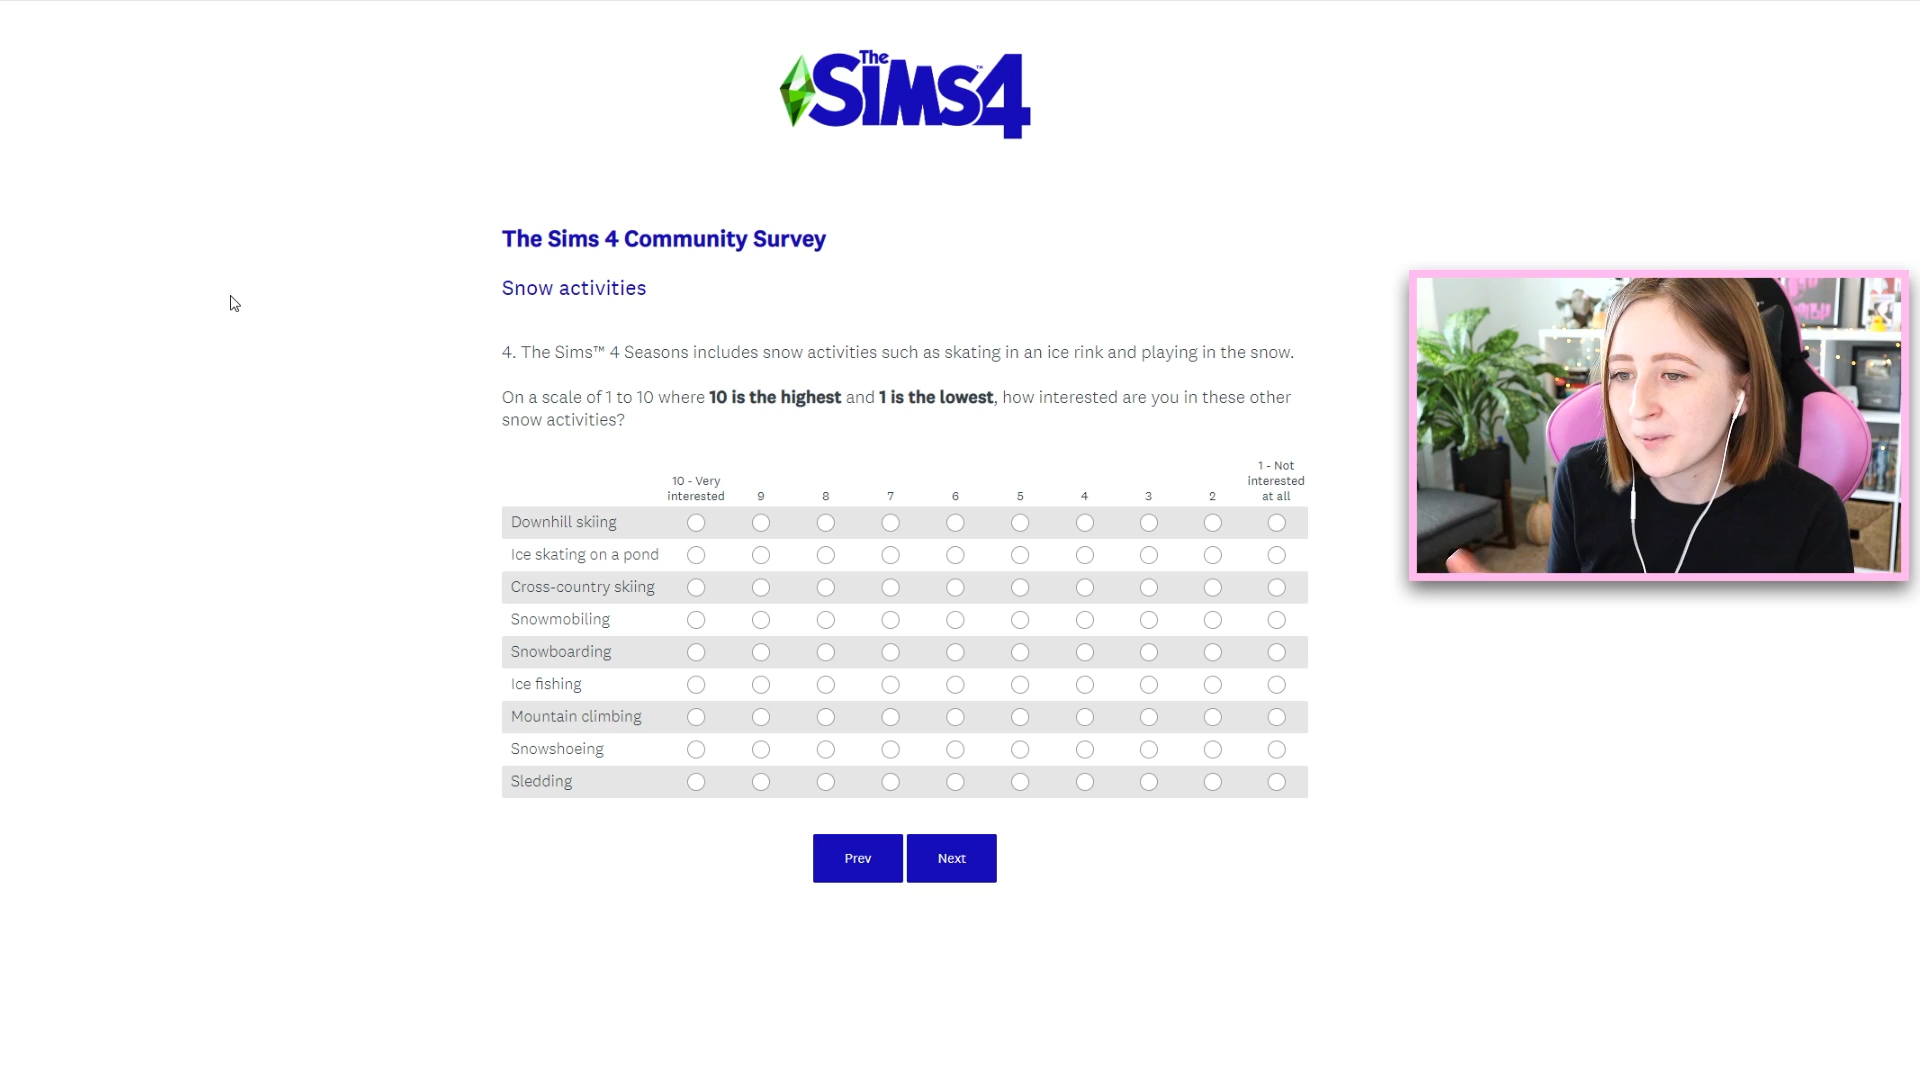 The
SiMS4™
The Sims 4 Community Survey
Snow activities
4. The Sims™ 4 Seasons includes snow activities such as skating in an ice rink and playing in the snow.
On a scale of 1 to 10 where 10 is the highest and 1 is the lowest, how interested are you in these other
snow activities?
10 - Very
interested
9
8
7
6
5
4
3
2
1 - Not
interested
at all
Downhill skiing
Ice skating on a pond
Cross-country skiing
Snowmobiling
Snowboarding
Ice fishing
Mountain climbing
Snowshoeing
Sledding
Prev
Next